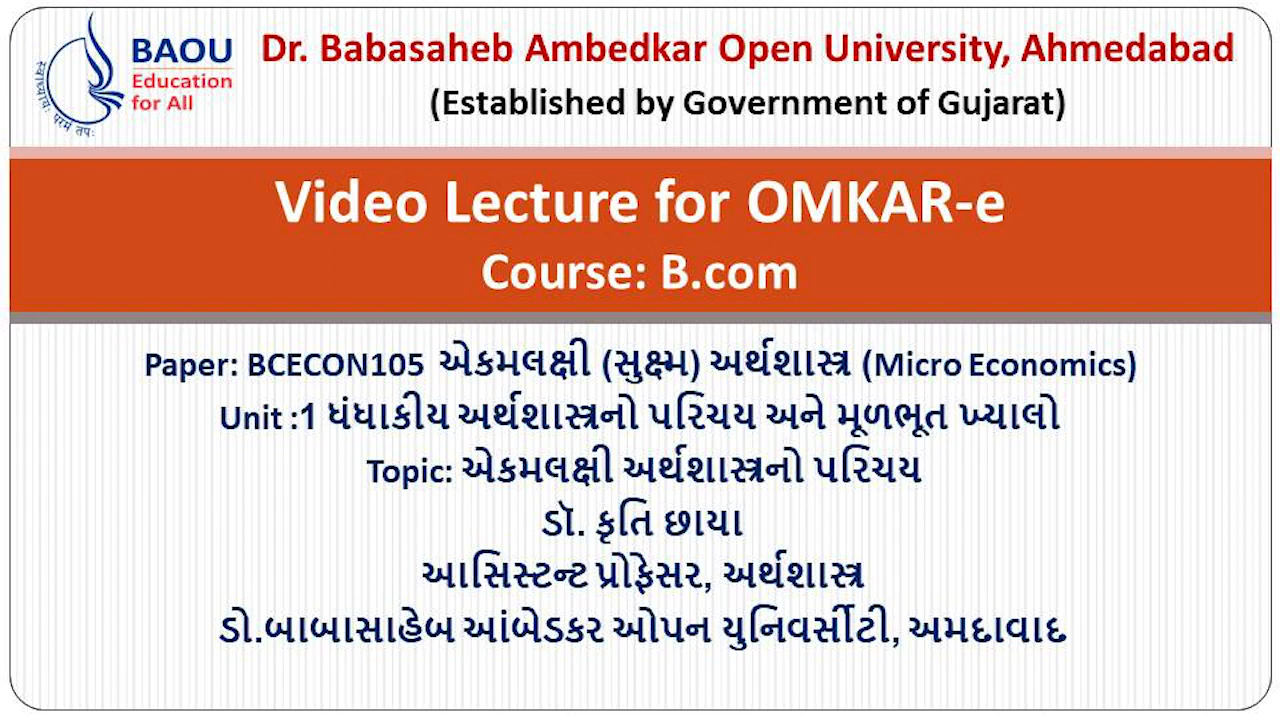 BAOU
Education
for All
स्वाध्यायः परमं तपः
Dr. Babasaheb Ambedkar Open University, Ahmedabad
(Established by Government of Gujarat)
Video Lecture for OMKAR-e
Course: B.com
Paper: BCECON105 એકમલક્ષી (સુક્ષ્મ) અર્થશાસ્ત્ર (Micro Economics)
Unit :1 ધંધાકીય અર્થશાસ્ત્રનો પરિચય અને મૂળભૂત ખ્યાલો
Topic: એકમલક્ષી અર્થશાસ્ત્રનો પરિચય
ડૉ. કૃતિ છાયા
આસિસ્ટન્ટ પ્રોફેસર, અર્થશાસ્ત્ર
ડો.બાબાસાહેબ આંબેડકર ઓપન યુનિવર્સીટી, અમદાવાદ